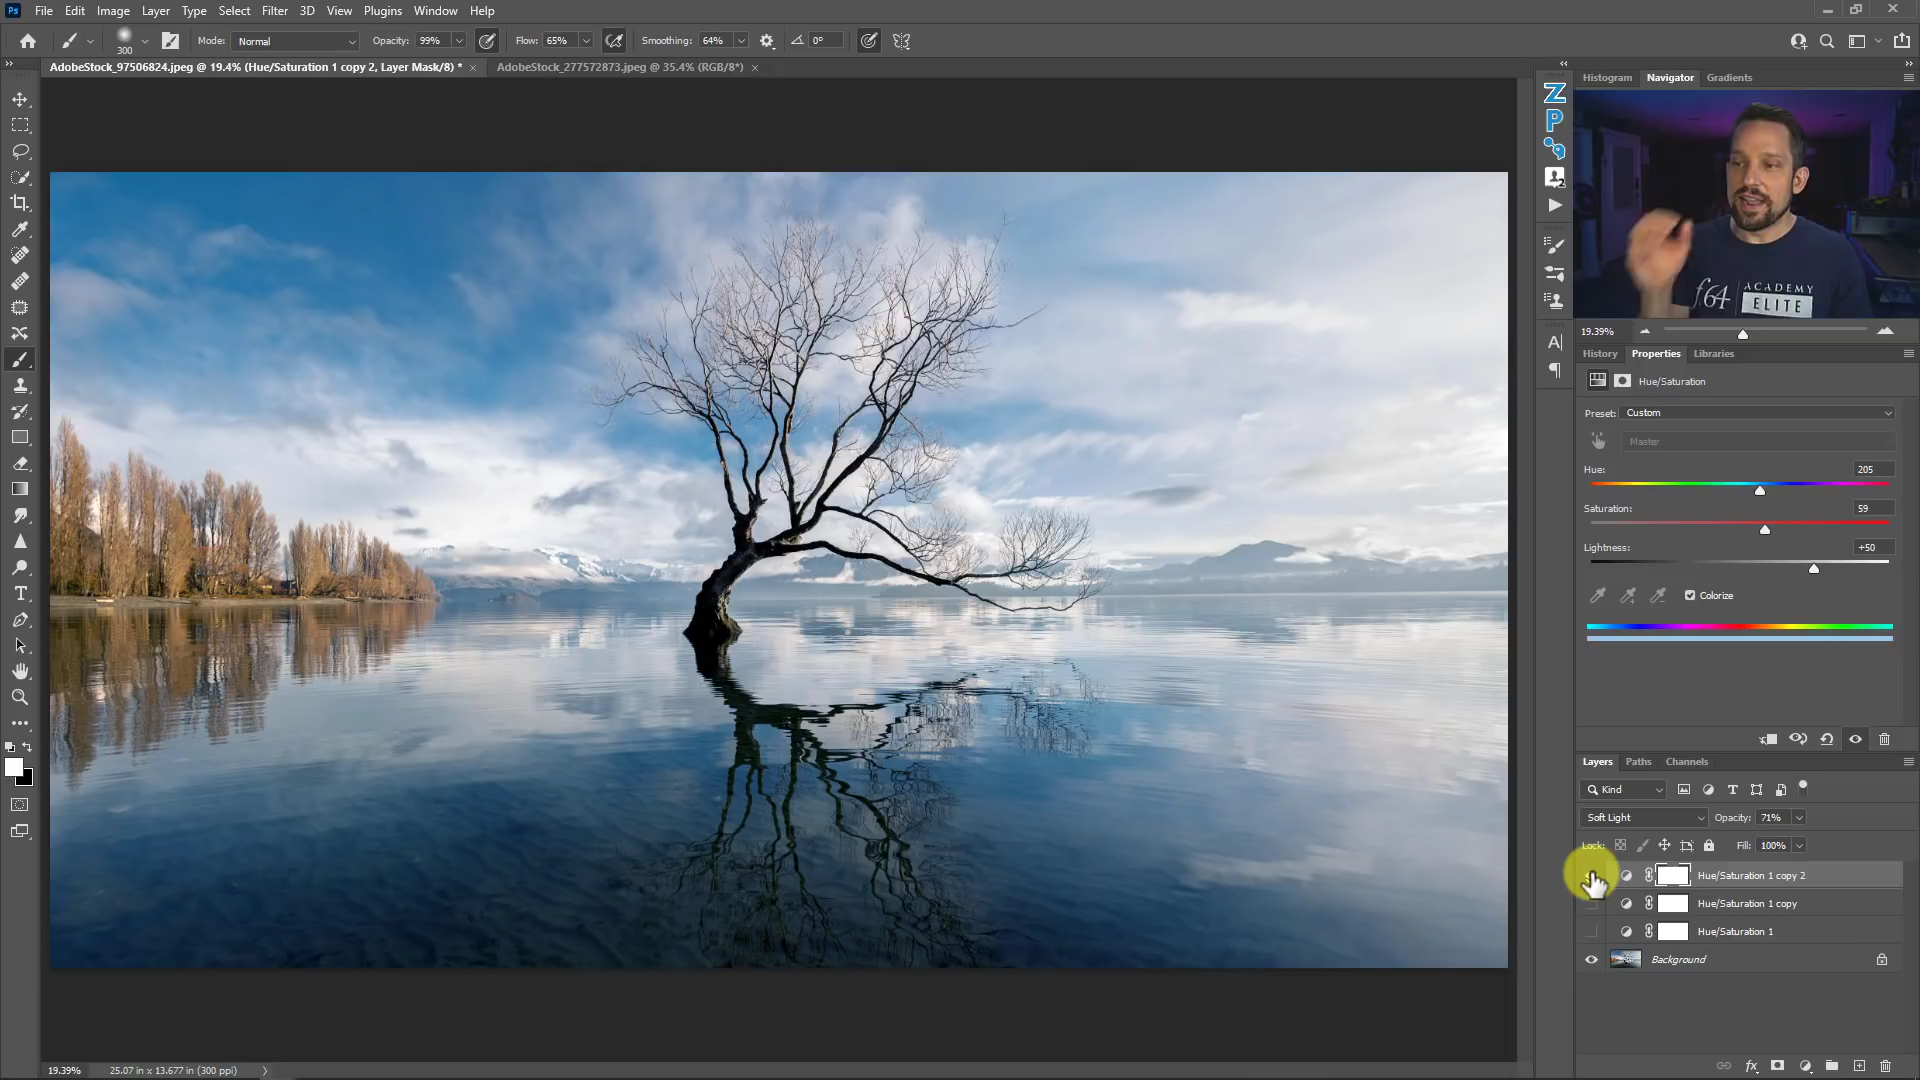 Ps File Edit Image Layer Type Select Filter 3D View Plugins Window Help
300 Mode: Normal Opacity: 99% Flow: 65% Smoothing: 64% 0°
AdobeStock_97506824.jpeg @ 19.4% (Hue/Saturation 1 copy 2, Layer Mask/8) * × AdobeStock_277572873.jpeg @ 35.4% (RGB/8*) ×
Histogram Navigator Gradients
Z
P
f64 ACADEMY
ELITE
19.39%
History Properties Libraries
Hue/Saturation
Preset: Custom
Master
Hue: 205
Saturation: 59
Lightness: +50
Colorize
Layers Paths Channels
Kind
Soft Light Opacity: 71%
Lock: Fill: 100%
Hue/Saturation 1 copy 2
Hue/Saturation 1 copy
Hue/Saturation 1
Background
fx
19.39% 25.07 in x 13.677 in (300 ppi)